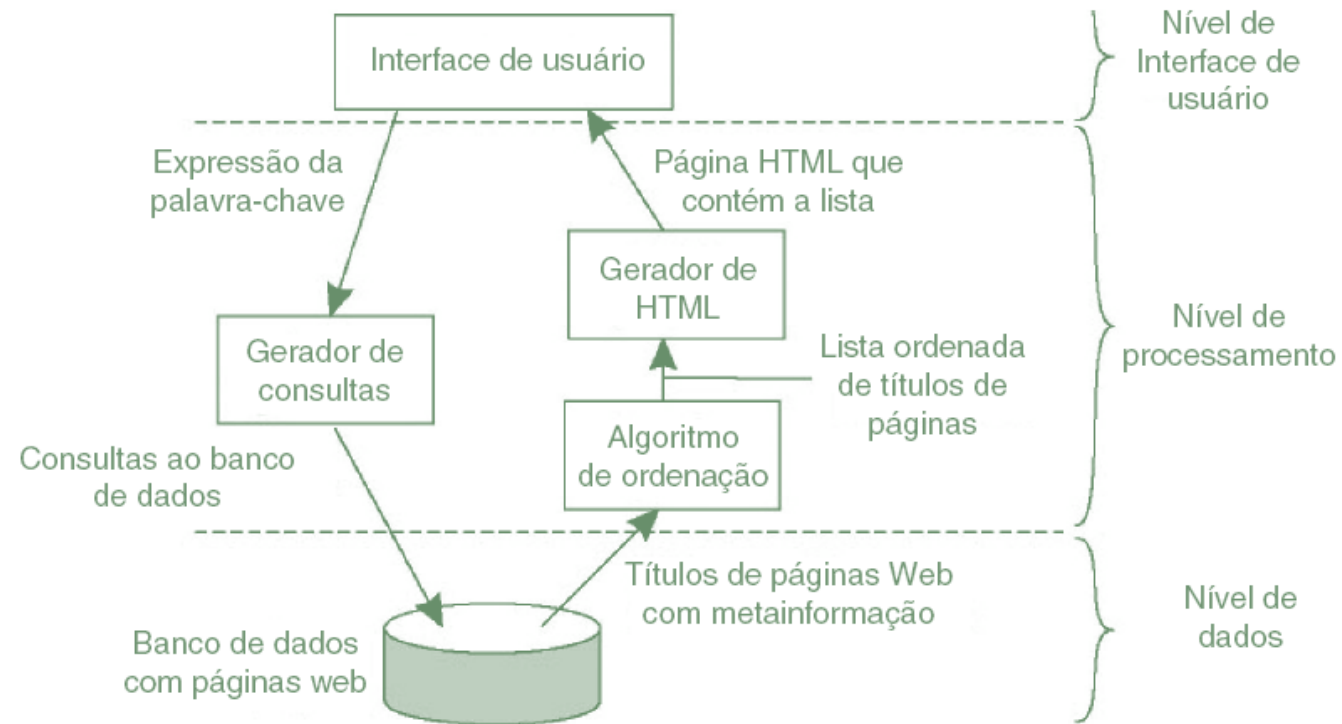 Interface de usuário
Nível de
Interface de
usuário
Expressão da
palavra-chave
Página HTML que
contém a lista
Gerador de
HTML
Gerador de
consultas
Lista ordenada
de títulos de
páginas
Nível de
processamento
Algoritmo
de ordenação
Consultas ao banco
de dados
Títulos de páginas Web
com metainformação
Banco de dados
com páginas web
Nível de
dados